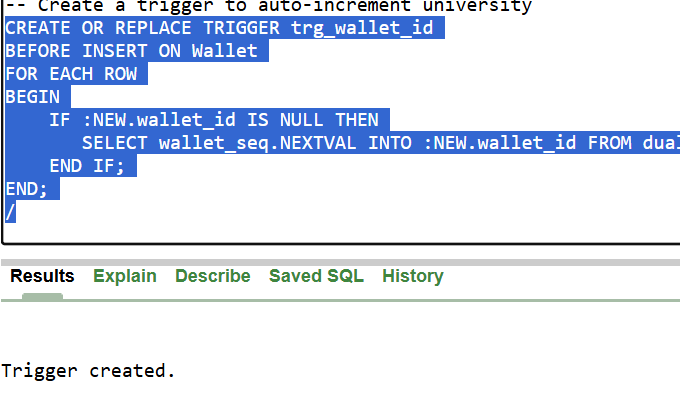 -- Create a trigger to auto-increment university
CREATE OR REPLACE TRIGGER trg_wallet_id
BEFORE INSERT ON Wallet
FOR EACH ROW
BEGIN
    IF :NEW.wallet_id IS NULL THEN
        SELECT wallet_seq.NEXTVAL INTO :NEW.wallet_id FROM dual
    END IF;
END;
/
Results Explain Describe Saved SQL History
Trigger created.